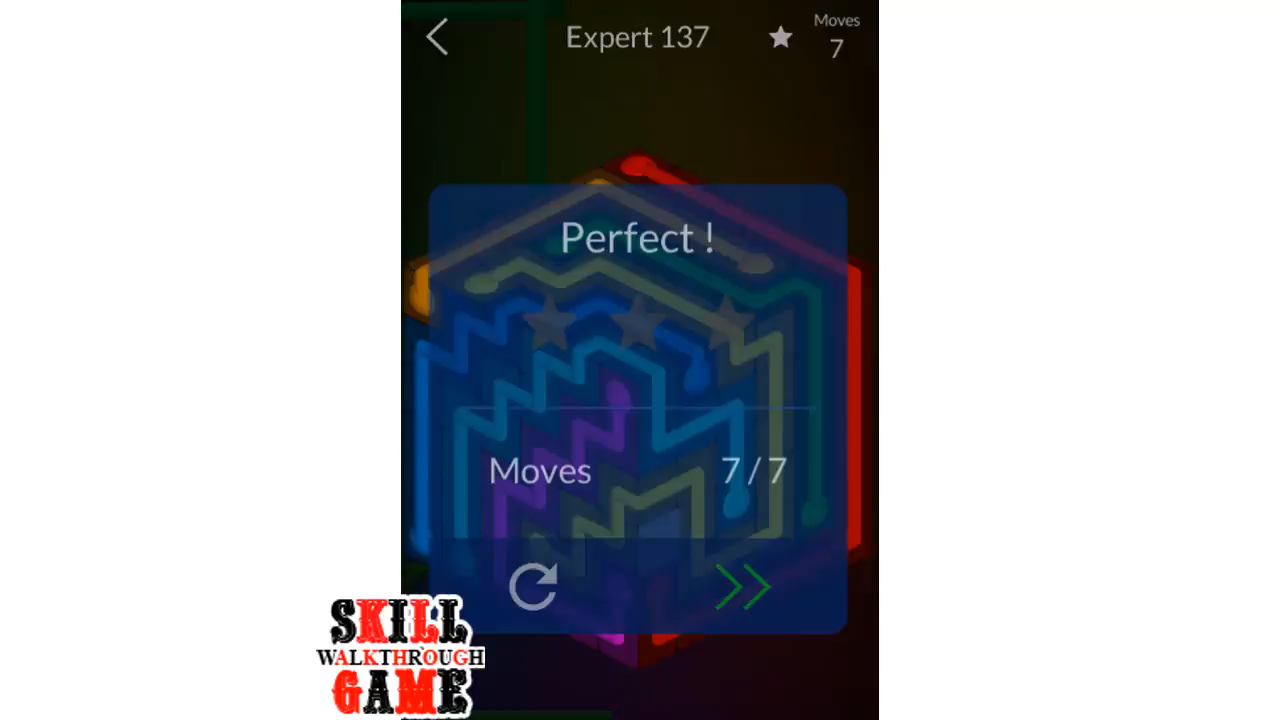 Expert 137
Moves
7
Perfect !
Moves
7 / 7
SKILL
WALKTHROUGH
GAME